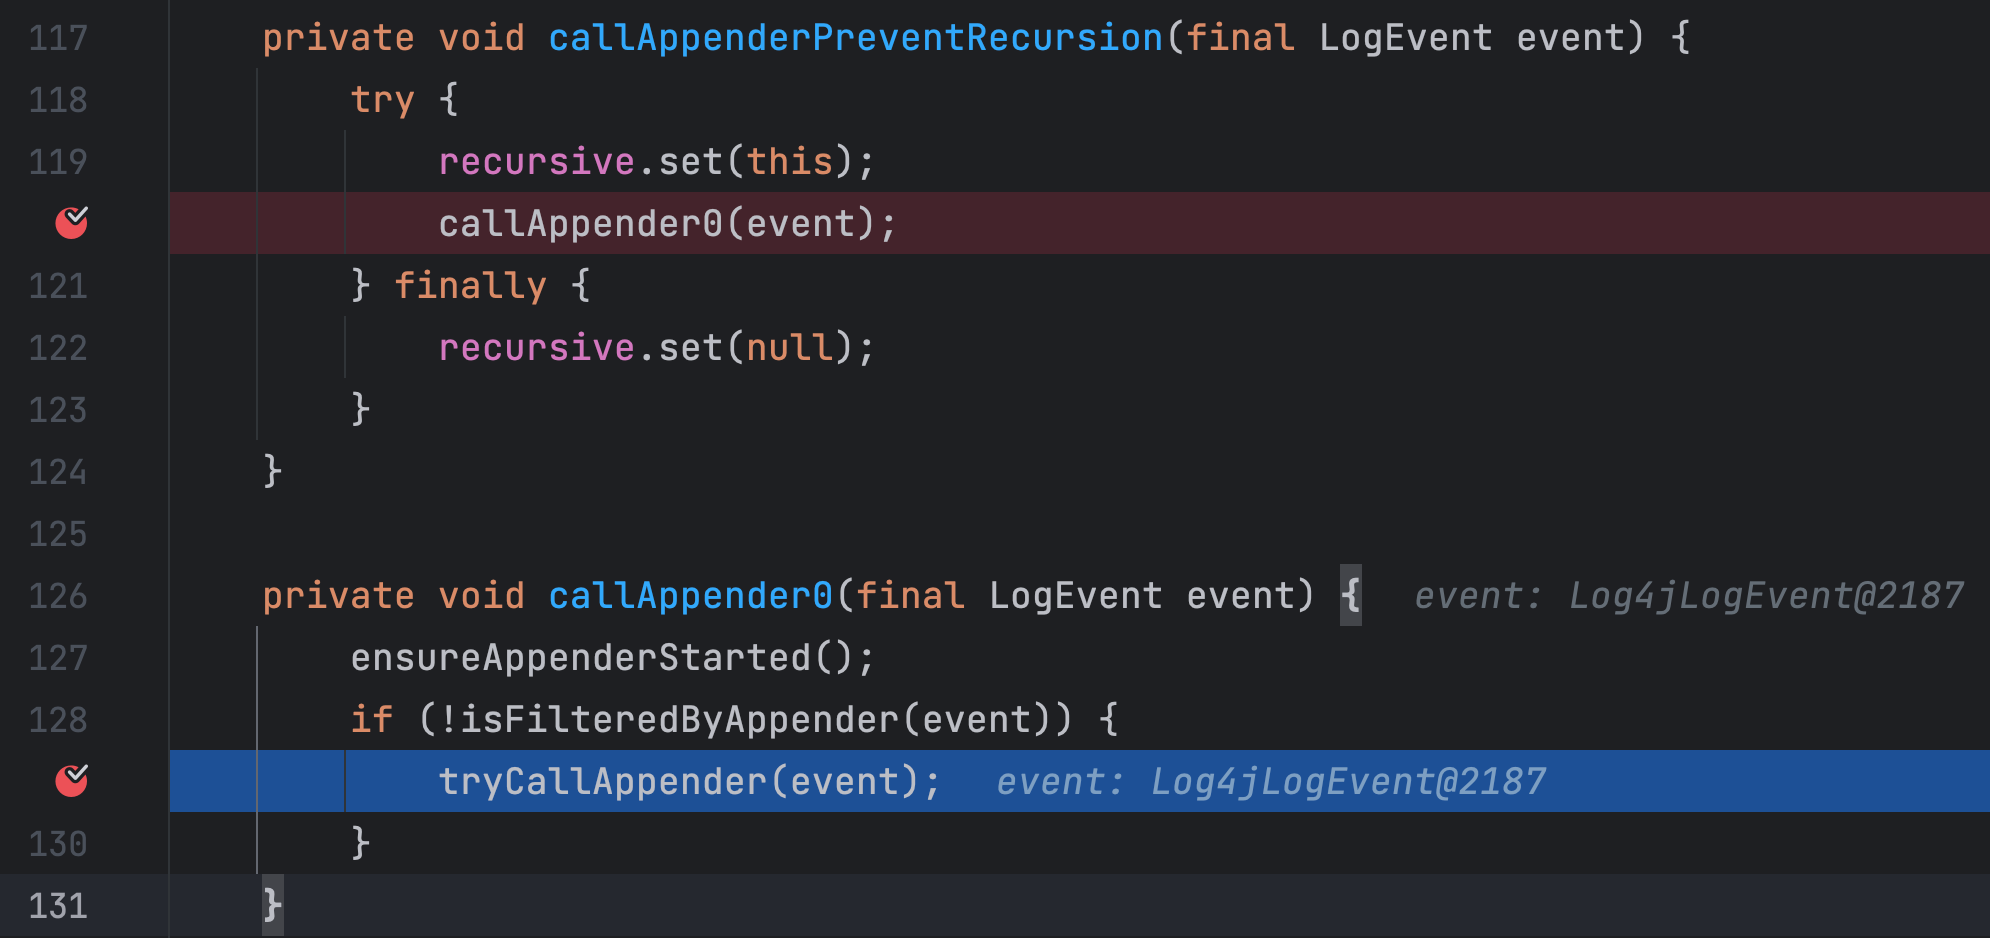 117 private void callAppenderPreventRecursion(final LogEvent event) {
118 try {
119 recursive.set(this);
callAppender0(event);
121 } finally {
122 recursive.set(null);
123 }
124 }
125
126 private void callAppender0(final LogEvent event) { event: Log4jLogEvent@2187
127 ensureAppenderStarted();
128 if (!isFilteredByAppender(event)) {
tryCallAppender(event); event: Log4jLogEvent@2187
130 }
131 }